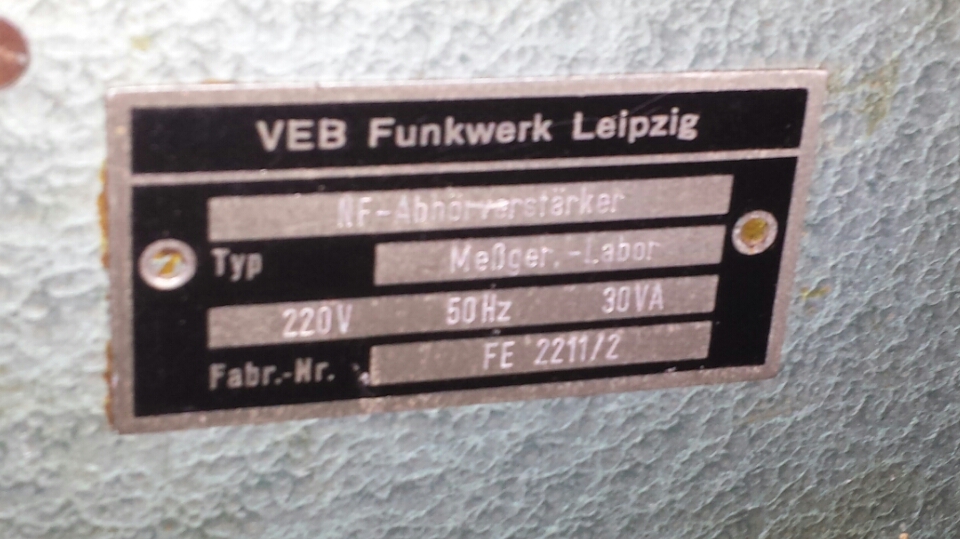 VEB Funkwerk Leipzig
NF-Abhörverstärker
Typ Meßger.-Labor
220V 50Hz 30VA
Fabr.-Nr. FE 2211/2